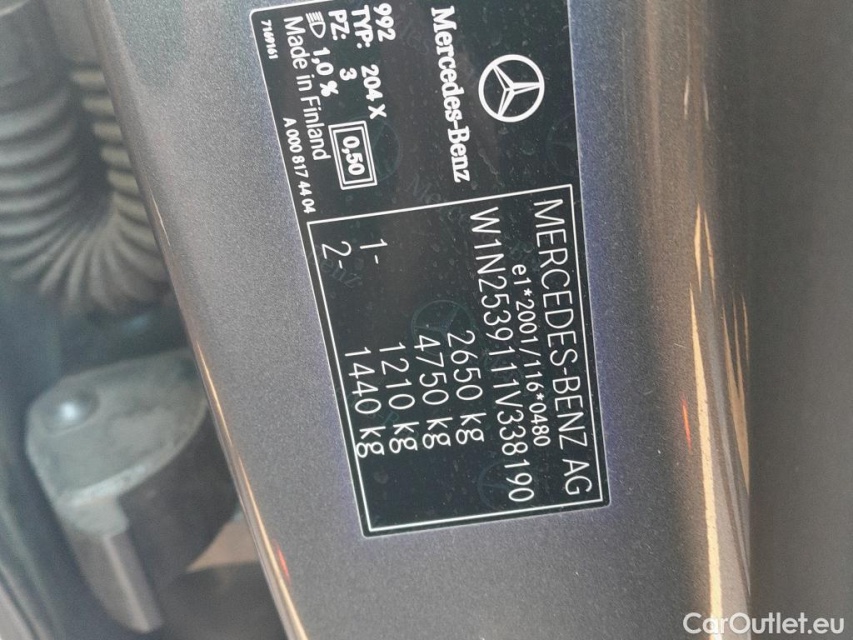 Mercedes-Benz
992
TYP: 204 X
PZ: 3
1,0 %
0,50
Made in Finland
7169161
A 000 817 44 04
MERCEDES-BENZ AG
e1*2001/116*0480
W1N2539111V338190
2650 kg
4750 kg
1- 1210 kg
2- 1440 kg
CarOutlet.eu